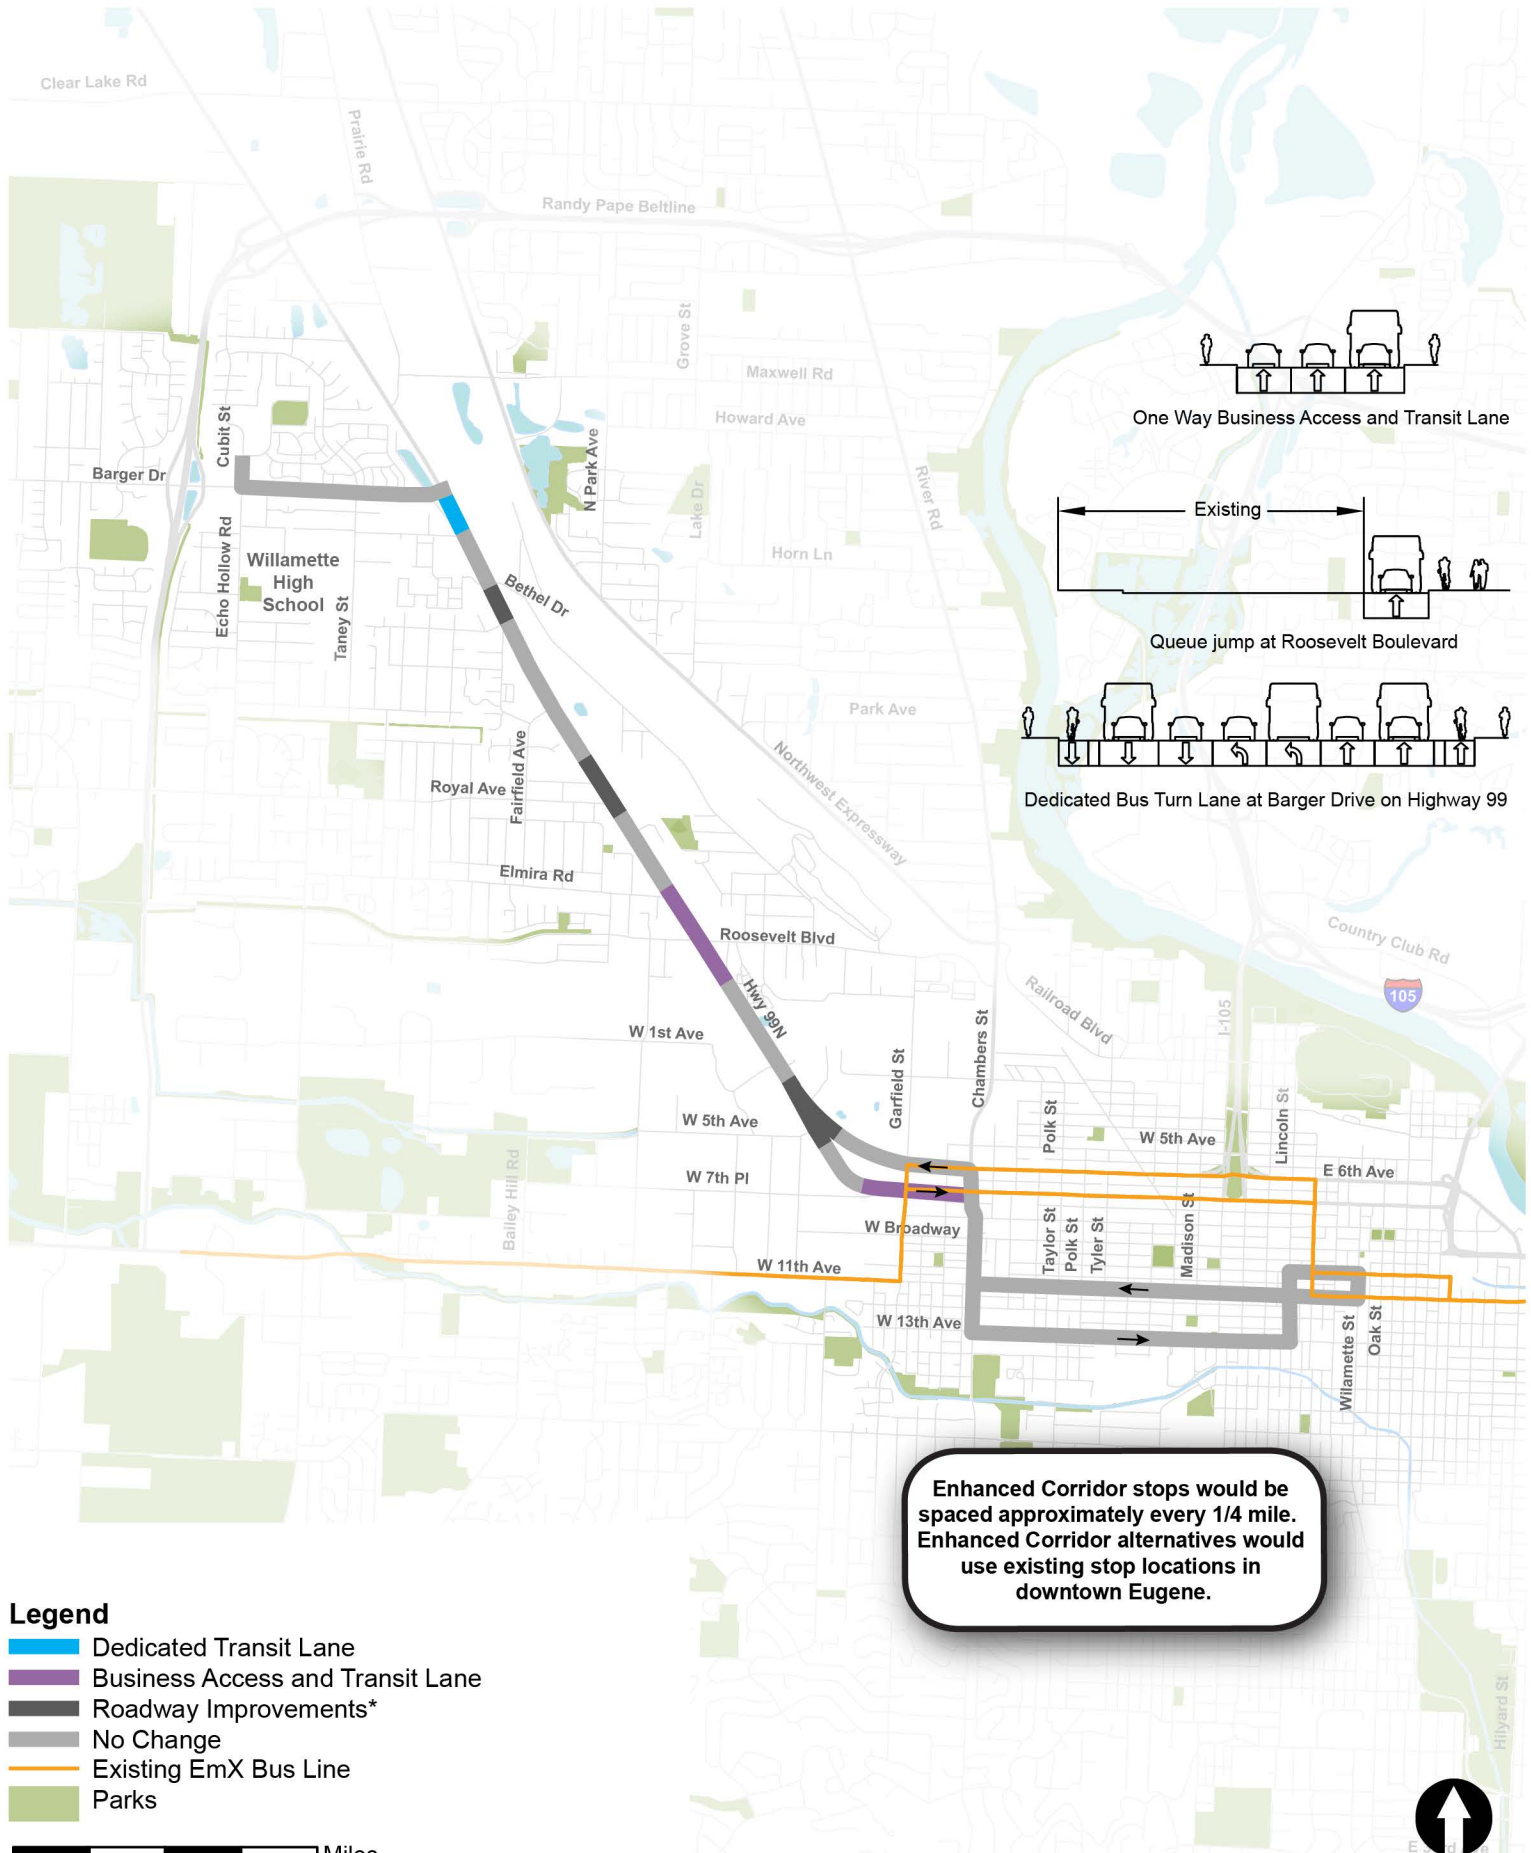 Clear Lake Rd
Prairie Rd
Randy Pape Beltline
Grove St
Maxwell Rd
Howard Ave
One Way Business Access and Transit Lane
Cubit St
Barger Dr
N Park Ave
Lake Dr
River Rd
Existing
Echo Hollow Rd
Willamette
High
School
Taney St
Bethel Dr
Horn Ln
Queue jump at Roosevelt Boulevard
Park Ave
Northwest Expressway
Royal Ave
Fairfield Ave
Dedicated Bus Turn Lane at Barger Drive on Highway 99
Elmira Rd
Roosevelt Blvd
Country Club Rd
105
Hwy 99N
Railroad Blvd
I-105
W 1st Ave
Garfield St
Chambers St
Polk St
Lincoln St
W 5th Ave
W 5th Ave
E 6th Ave
W 7th Pl
Bailey Hill Rd
W Broadway
Taylor St
Polk St
Tyler St
Madison St
W 11th Ave
W 13th Ave
Wilamette St
Oak St
Enhanced Corridor stops would be
spaced approximately every 1/4 mile.
Enhanced Corridor alternatives would
use existing stop locations in
downtown Eugene.
Hilyard St
Legend
Dedicated Transit Lane
Business Access and Transit Lane
Roadway Improvements*
No Change
Existing EmX Bus Line
Parks
Miles